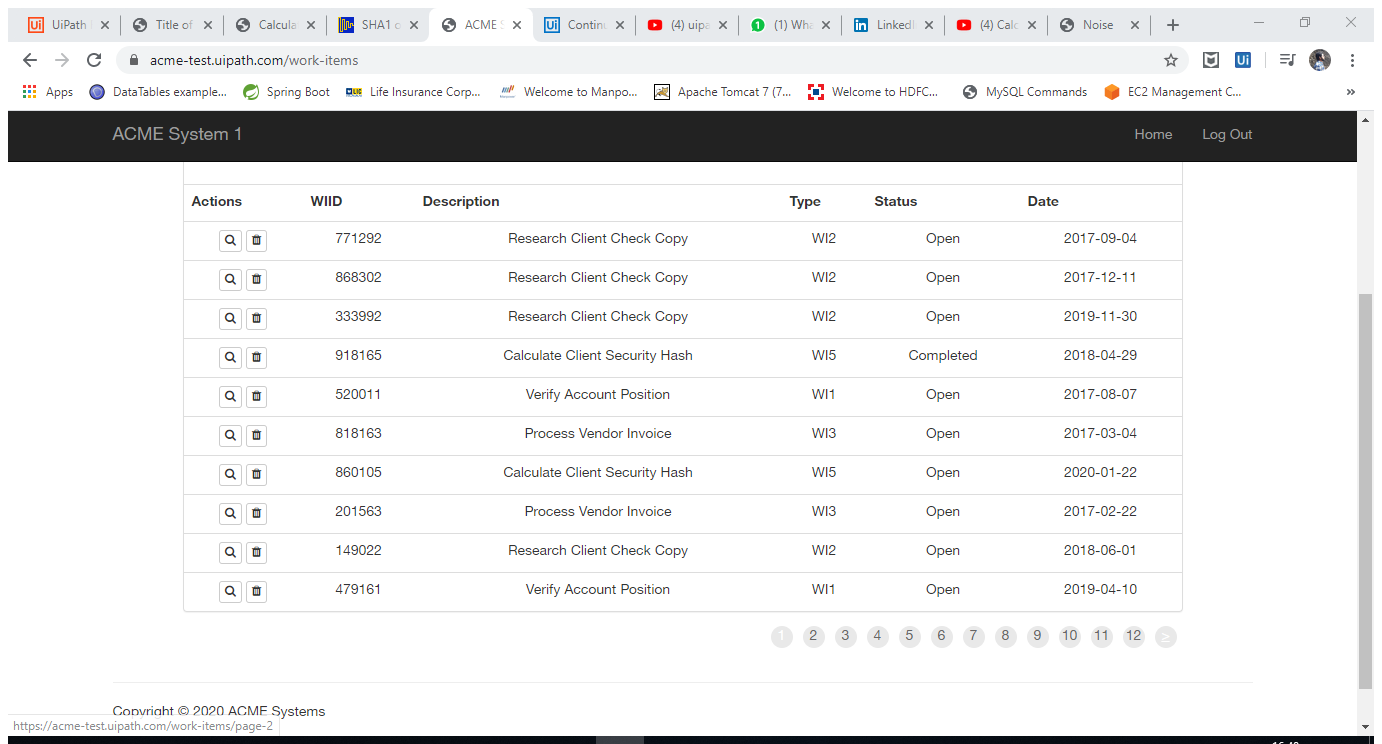 UiPath Title of Calcula SHA1 c ACME S Contin (4) uipa (1) Wha LinkedI (4) Calc Noise
acme-test.uipath.com/work-items
Apps DataTables example... Spring Boot Life Insurance Corp... Welcome to Manpo... Apache Tomcat 7 (7... Welcome to HDFC... MySQL Commands EC2 Management C... »
ACME System 1 Home Log Out
Actions WIID Description Type Status Date
771292 Research Client Check Copy WI2 Open 2017-09-04
868302 Research Client Check Copy WI2 Open 2017-12-11
333992 Research Client Check Copy WI2 Open 2019-11-30
918165 Calculate Client Security Hash WI5 Completed 2018-04-29
520011 Verify Account Position WI1 Open 2017-08-07
818163 Process Vendor Invoice WI3 Open 2017-03-04
860105 Calculate Client Security Hash WI5 Open 2020-01-22
201563 Process Vendor Invoice WI3 Open 2017-02-22
149022 Research Client Check Copy WI2 Open 2018-06-01
479161 Verify Account Position WI1 Open 2019-04-10
1 2 3 4 5 6 7 8 9 10 11 12 >
Copyright © 2020 ACME Systems
https://acme-test.uipath.com/work-items/page-2